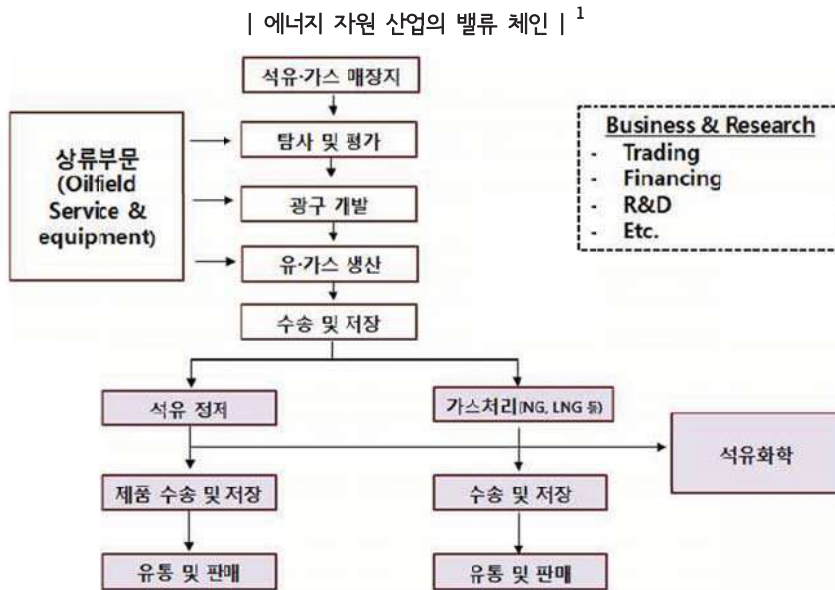 | 에너지 자원 산업의 밸류 체인 | 1
석유·가스 매장지
상류부문
(Oilfield
Service &
equipment)
탐사 및 평가
광구 개발
유·가스 생산
수송 및 저장
Business & Research
- Trading
- Financing
- R&D
- Etc.
석유 정저
가스처리(NG, LNG 등)
석유화학
제품 수송 및 저장
수송 및 저장
유통 및 판매
유통 및 판매